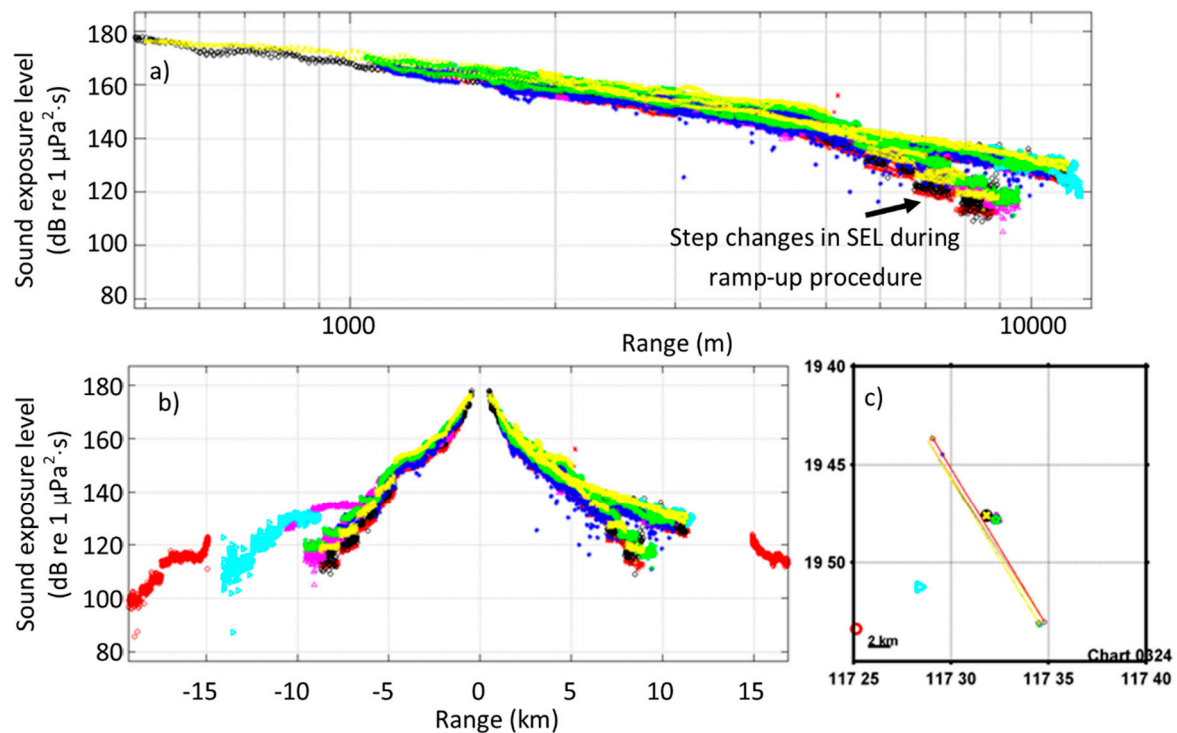 180
160
140
120
100
80
Sound exposure level
(dB re 1 µPa²·s)
a)
Step changes in SEL during
ramp-up procedure
1000
10000
Range (m)
180
160
140
120
100
80
Sound exposure level
(dB re 1 µPa²·s)
b)
-15
-10
-5
0
5
10
15
Range (km)
c)
19 40
19 45
19 50
2 km
Chart 0324
117 25
117 30
117 35
117 40